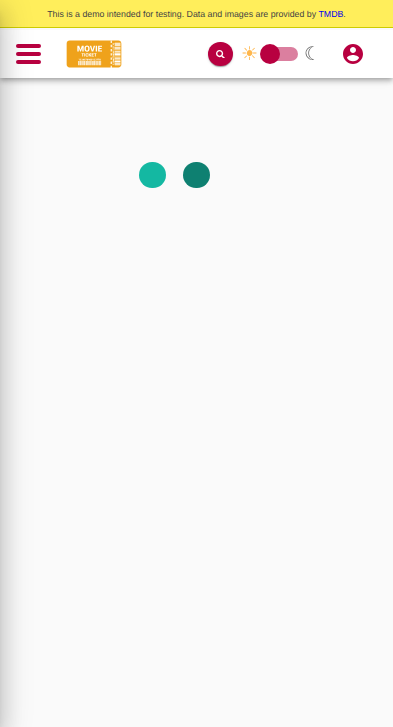 This is a demo intended for testing. Data and images are provided by TMDB.
MOVIE
TICKET